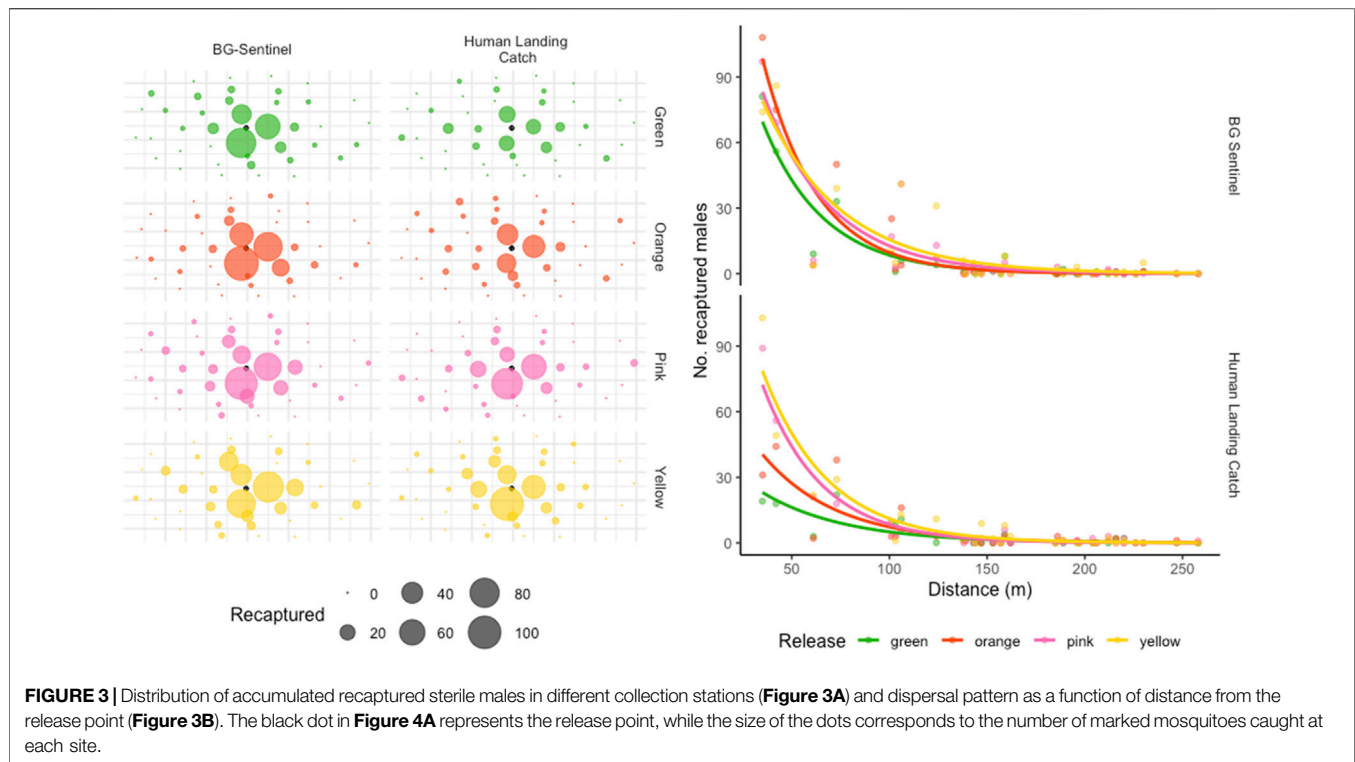 BG-Sentinel
Human Landing
Catch
Green
Orange
Pink
Yellow
Recaptured
0
40
80
20
60
100
No. recaptured males
90
60
30
0
BG Sentinel
90
60
30
0
Human Landing Catch
50
100
150
200
250
Distance (m)
Release
green
orange
pink
yellow
FIGURE 3 | Distribution of accumulated recaptured sterile males in different collection stations (Figure 3A) and dispersal pattern as a function of distance from the
release point (Figure 3B). The black dot in Figure 4A represents the release point, while the size of the dots corresponds to the number of marked mosquitoes caught at
each site.